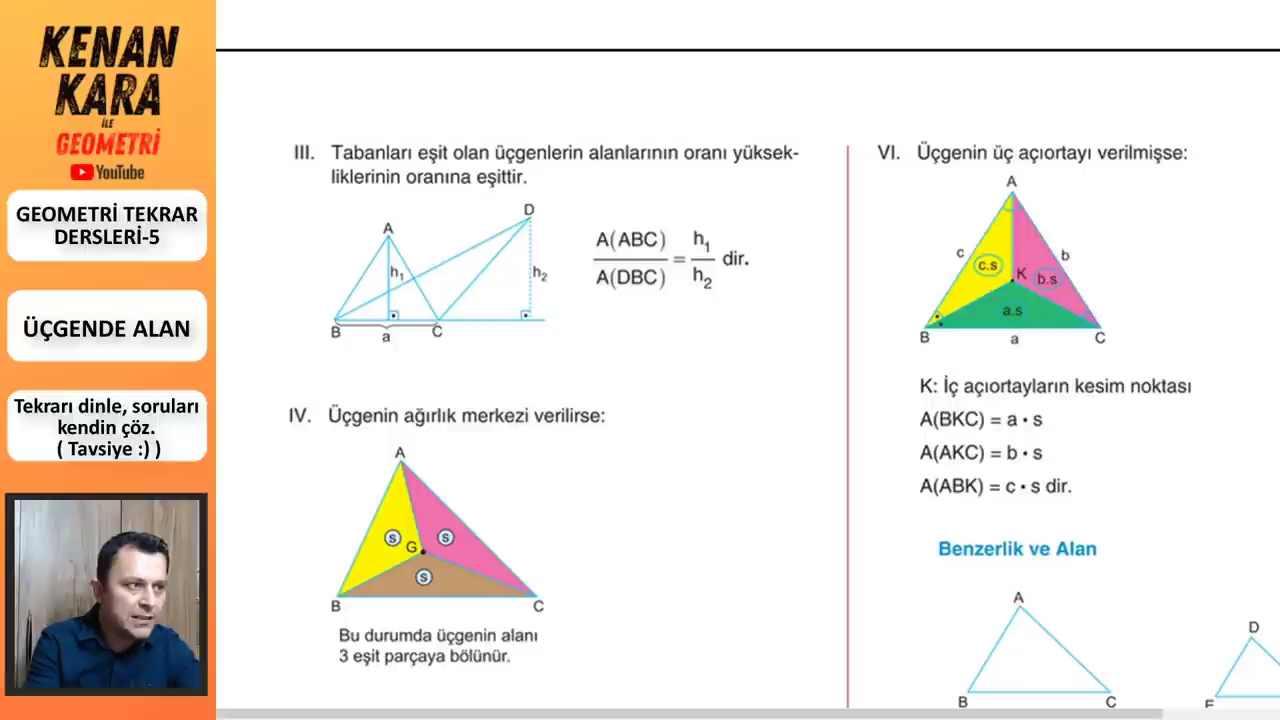 KENAN
KARA
İLE
GEOMETRİ
YouTube
GEOMETRİ TEKRAR
DERSLERİ-5
ÜÇGENDE ALAN
Tekrarı dinle, soruları
kendin çöz.
( Tavsiye :) )
III. Tabanları eşit olan üçgenlerin alanlarının oranı yüksek-
liklerinin oranına eşittir.
D
A
h1
h2
B
a
C
A(ABC)
A(DBC)
=
h1
h2
dir.
IV. Üçgenin ağırlık merkezi verilirse:
A
s
G
s
s
B
C
Bu durumda üçgenin alanı
3 eşit parçaya bölünür.
VI. Üçgenin üç açıortayı verilmişse:
A
c
b
c.s
K
b.s
a.s
B
a
C
K: İç açıortayların kesim noktası
A(BKC) = a • s
A(AKC) = b • s
A(ABK) = c • s dir.
Benzerlik ve Alan
A
B
C
D